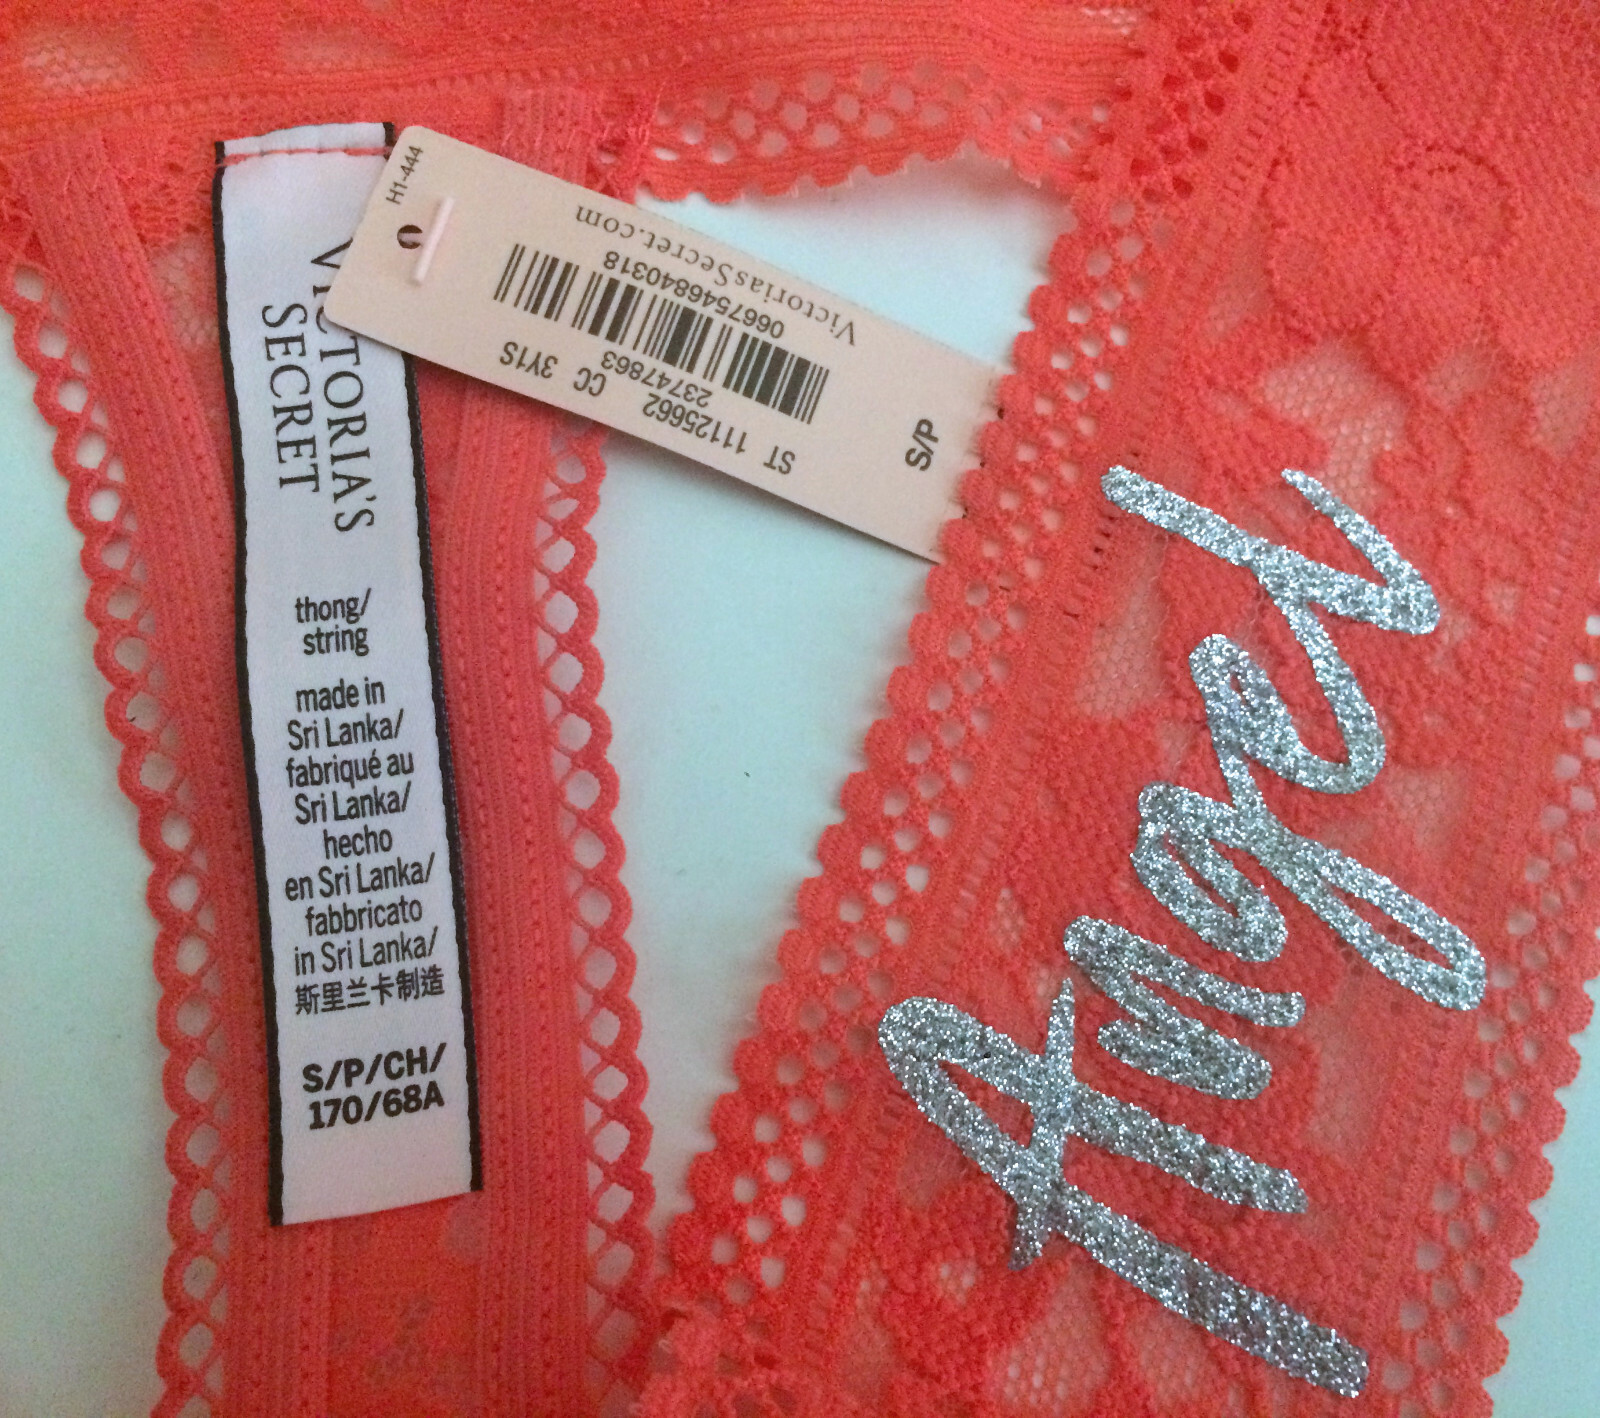 VICTORIA'S
SECRET
thong/
string
made in
Sri Lanka/
fabriqué au
Sri Lanka/
hecho
en Sri Lanka/
fabbricato
in Sri Lanka/
斯里兰卡制造
S/P/CH/
170/68A
H1-444
S/P
ST 11125662 CC 3Y1S
23747863
0667546840318
VictoriasSecret.com
Angel